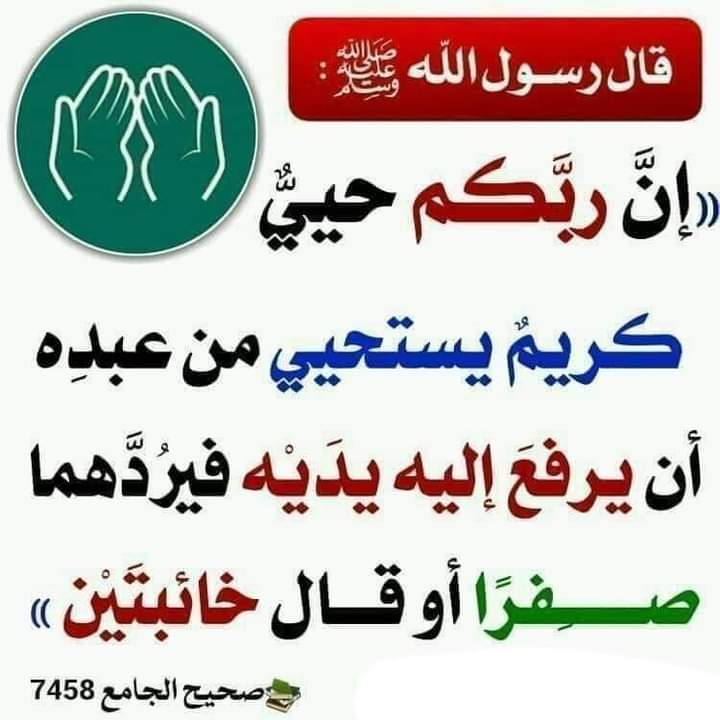 قال رسول الله ﷺ :
«إنَّ ربَّكم حييٌّ
كريمٌ يستحيي من عبدِه
أن يرفعَ إليه يدَيْه فيرُدَّهما
صِفرًا أو قال خائبتَيْن»
صحيح الجامع 7458